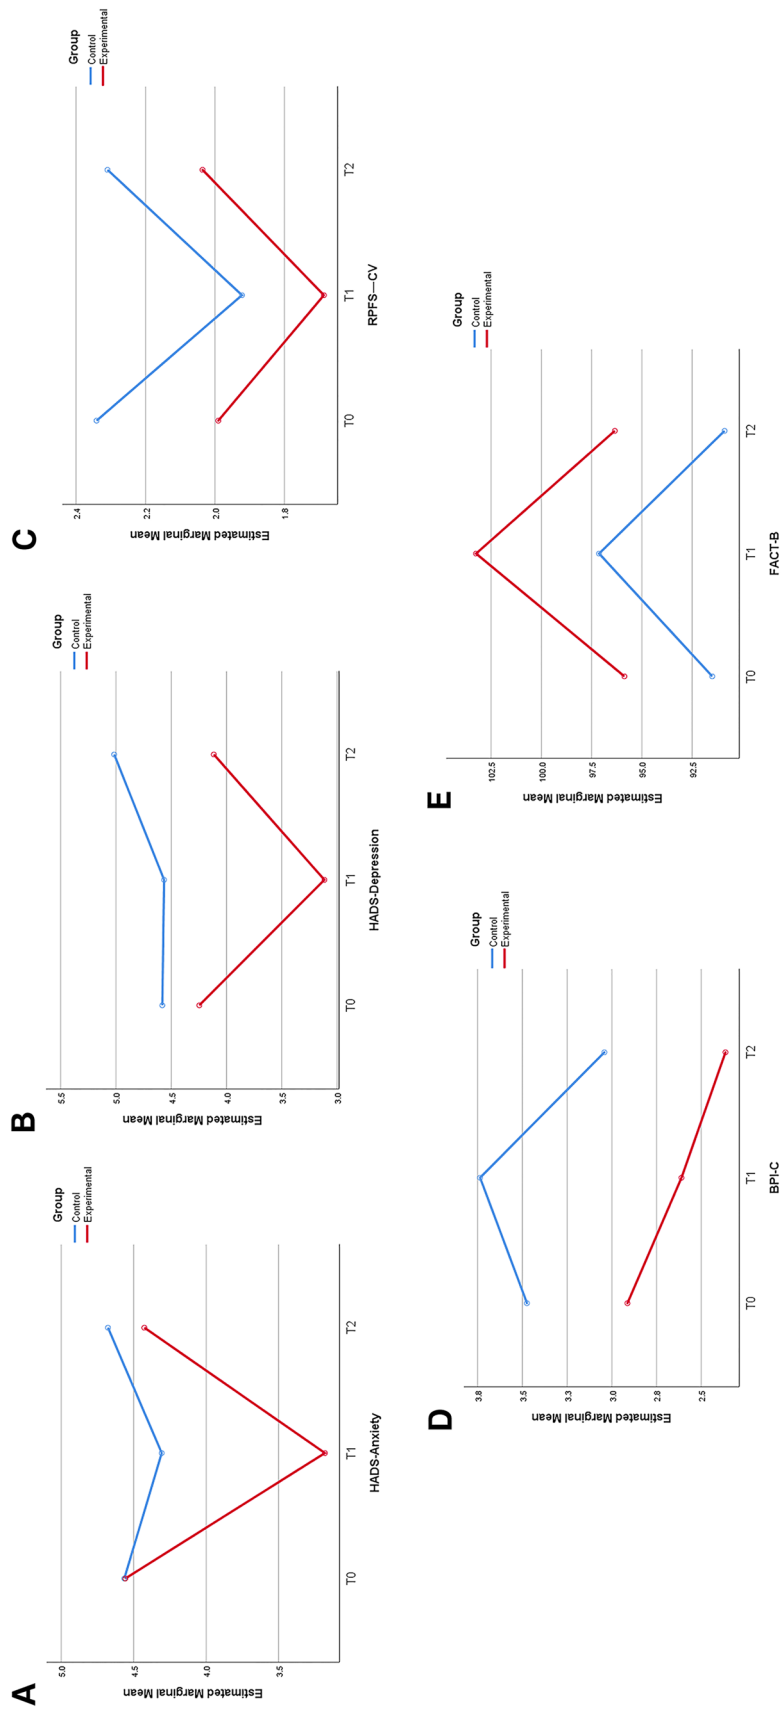 A
Group
Control
Experimental
Estimated Marginal Mean
5.0
4.5
4.0
3.5
T0
T1
T2
HADS-Anxiety
B
Group
Control
Experimental
Estimated Marginal Mean
5.5
5.0
4.5
4.0
3.5
3.0
T0
T1
T2
HADS-Depression
C
Group
Control
Experimental
Estimated Marginal Mean
2.4
2.2
2.0
1.8
T0
T1
T2
RPFS—CV
D
Group
Control
Experimental
Estimated Marginal Mean
3.8
3.5
3.3
3.0
2.8
2.5
T0
T1
T2
BPI-C
E
Group
Control
Experimental
Estimated Marginal Mean
102.5
100.0
97.5
95.0
92.5
T0
T1
T2
FACT-B